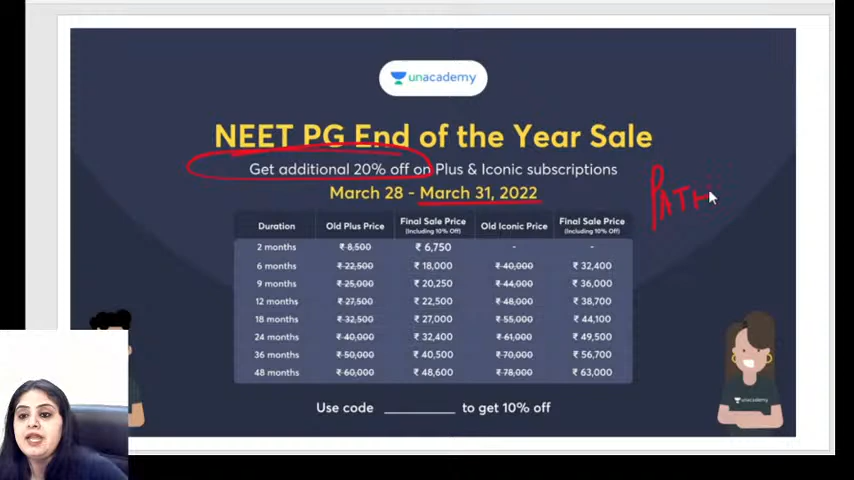 unacademy
NEET PG End of the Year Sale
Get additional 20% off on Plus & Iconic subscriptions
March 28 - March 31, 2022
PATH
Duration Old Plus Price Final Sale Price (Including 10% Off) Old Iconic Price Final Sale Price (Including 10% Off)
2 months ₹ 8,500 ₹ 6,750 - -
6 months ₹ 22,500 ₹ 18,000 ₹ 40,000 ₹ 32,400
9 months ₹ 25,000 ₹ 20,250 ₹ 44,000 ₹ 36,000
12 months ₹ 27,500 ₹ 22,500 ₹ 48,000 ₹ 38,700
18 months ₹ 32,500 ₹ 27,000 ₹ 55,000 ₹ 44,100
24 months ₹ 40,000 ₹ 32,400 ₹ 61,000 ₹ 49,500
36 months ₹ 50,000 ₹ 40,500 ₹ 70,000 ₹ 56,700
48 months ₹ 60,000 ₹ 48,600 ₹ 78,000 ₹ 63,000
Use code __________ to get 10% off
unacademy